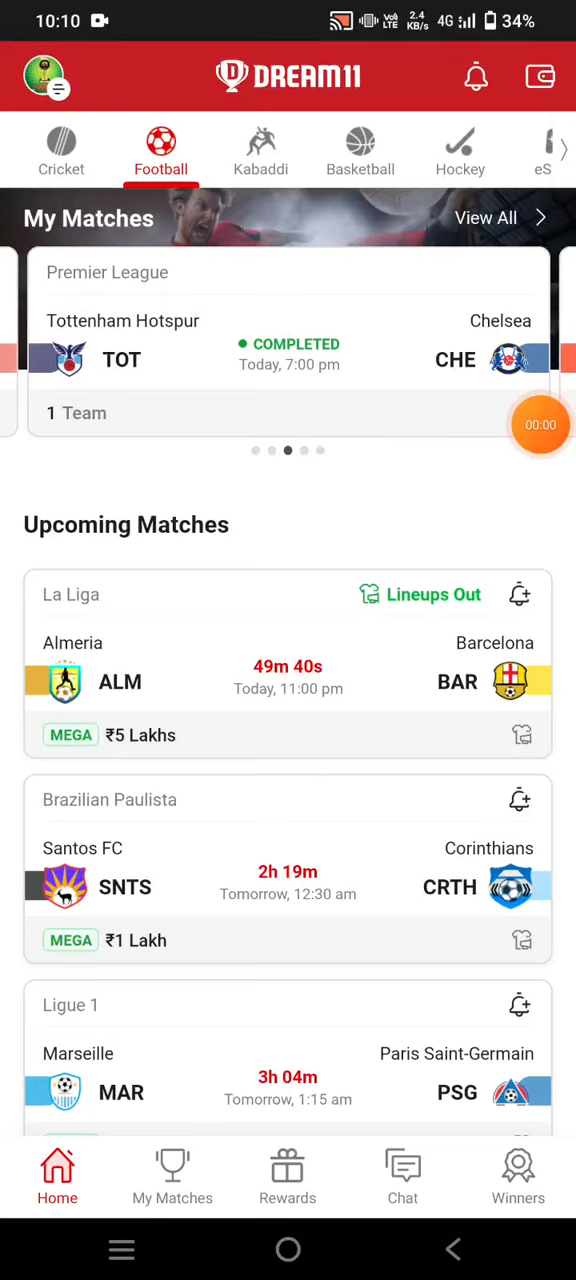 10:10 Vo) LTE 2.4 KB/s 4G 34%
DREAM11
Cricket Football Kabaddi Basketball Hockey eS
My Matches View All
Premier League
Tottenham Hotspur Chelsea
TOT COMPLETED CHE
Today, 7:00 pm
1 Team
00:00
Upcoming Matches
La Liga Lineups Out
Almeria Barcelona
ALM 49m 40s BAR
Today, 11:00 pm
MEGA ₹5 Lakhs
Brazilian Paulista
Santos FC Corinthians
SNTS 2h 19m CRTH
Tomorrow, 12:30 am
MEGA ₹1 Lakh
Ligue 1
Marseille Paris Saint-Germain
MAR 3h 04m PSG
Tomorrow, 1:15 am
Home My Matches Rewards Chat Winners